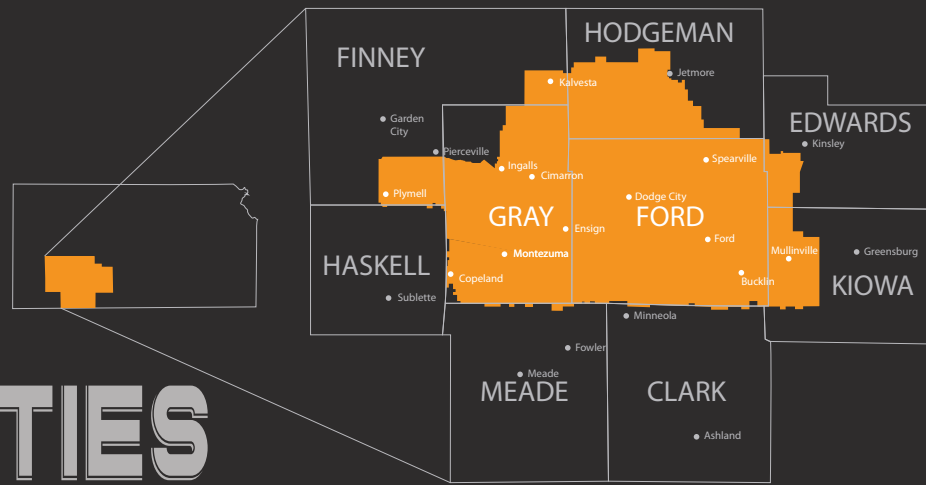 HODGEMAN
FINNEY
Jetmore
Kalvesta
Garden
City
EDWARDS
Kinsley
Pierceville
Spearville
Ingalls
Cimarron
Plymell
Dodge City
GRAY
FORD
Ensign
Ford
Mullinville
Greensburg
Montezuma
HASKELL
Copeland
Bucklin
KIOWA
Sublette
Minneola
Fowler
Meade
MEADE
CLARK
TIES
Ashland